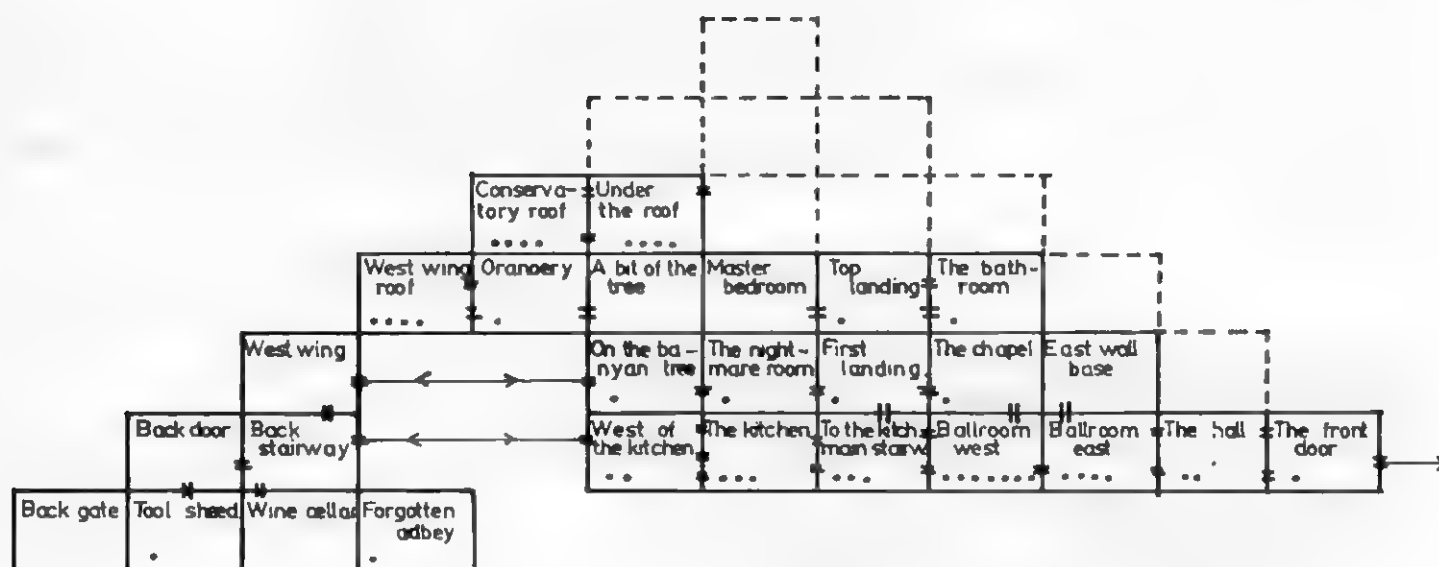 Conserva-
tory roof
Under
the roof
West wing
roof
Orangery
A bit of the
tree
Master
bedroom
Top
landing
The bath-
room
West wing
On the ba-
nyan tree
The night-
mare room
First
landing
The chapel
East wall
base
Back door
Back
stairway
West of
the kitchen
The kitchen
To the kitch.
main stairw.
Ballroom
west
Ballroom
east
The hall
The front
door
Back gate
Tool shed
Wine cellar
Forgotten
abbey